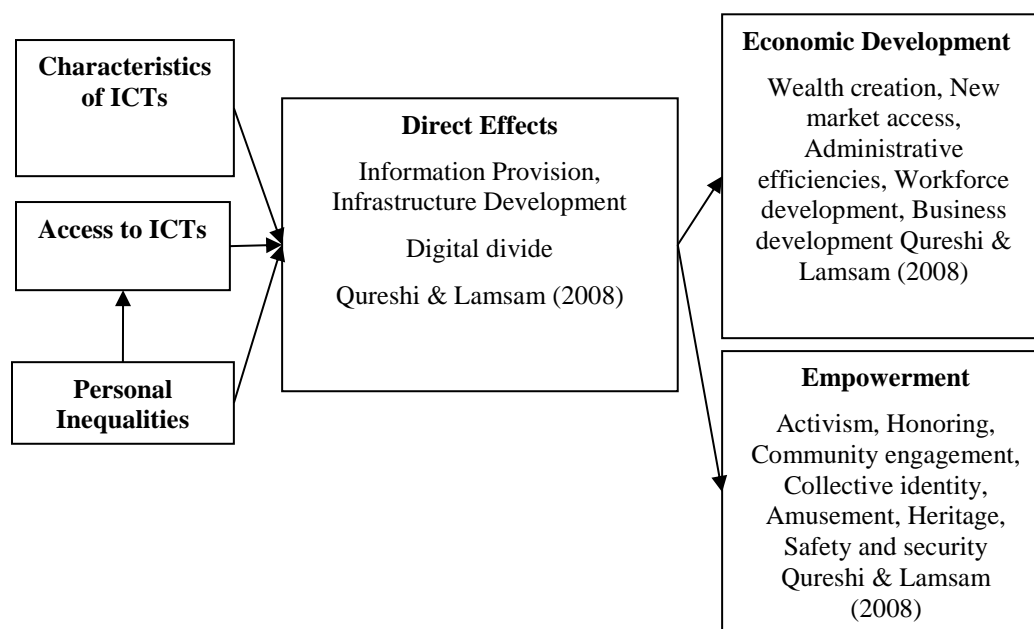 Characteristics
of ICTs
Access to ICTs
Personal
Inequalities
Direct Effects
Information Provision,
Infrastructure Development
Digital divide
Qureshi & Lamsam (2008)
Economic Development
Wealth creation, New
market access,
Administrative
efficiencies, Workforce
development, Business
development Qureshi &
Lamsam (2008)
Empowerment
Activism, Honoring,
Community engagement,
Collective identity,
Amusement, Heritage,
Safety and security
Qureshi & Lamsam
(2008)